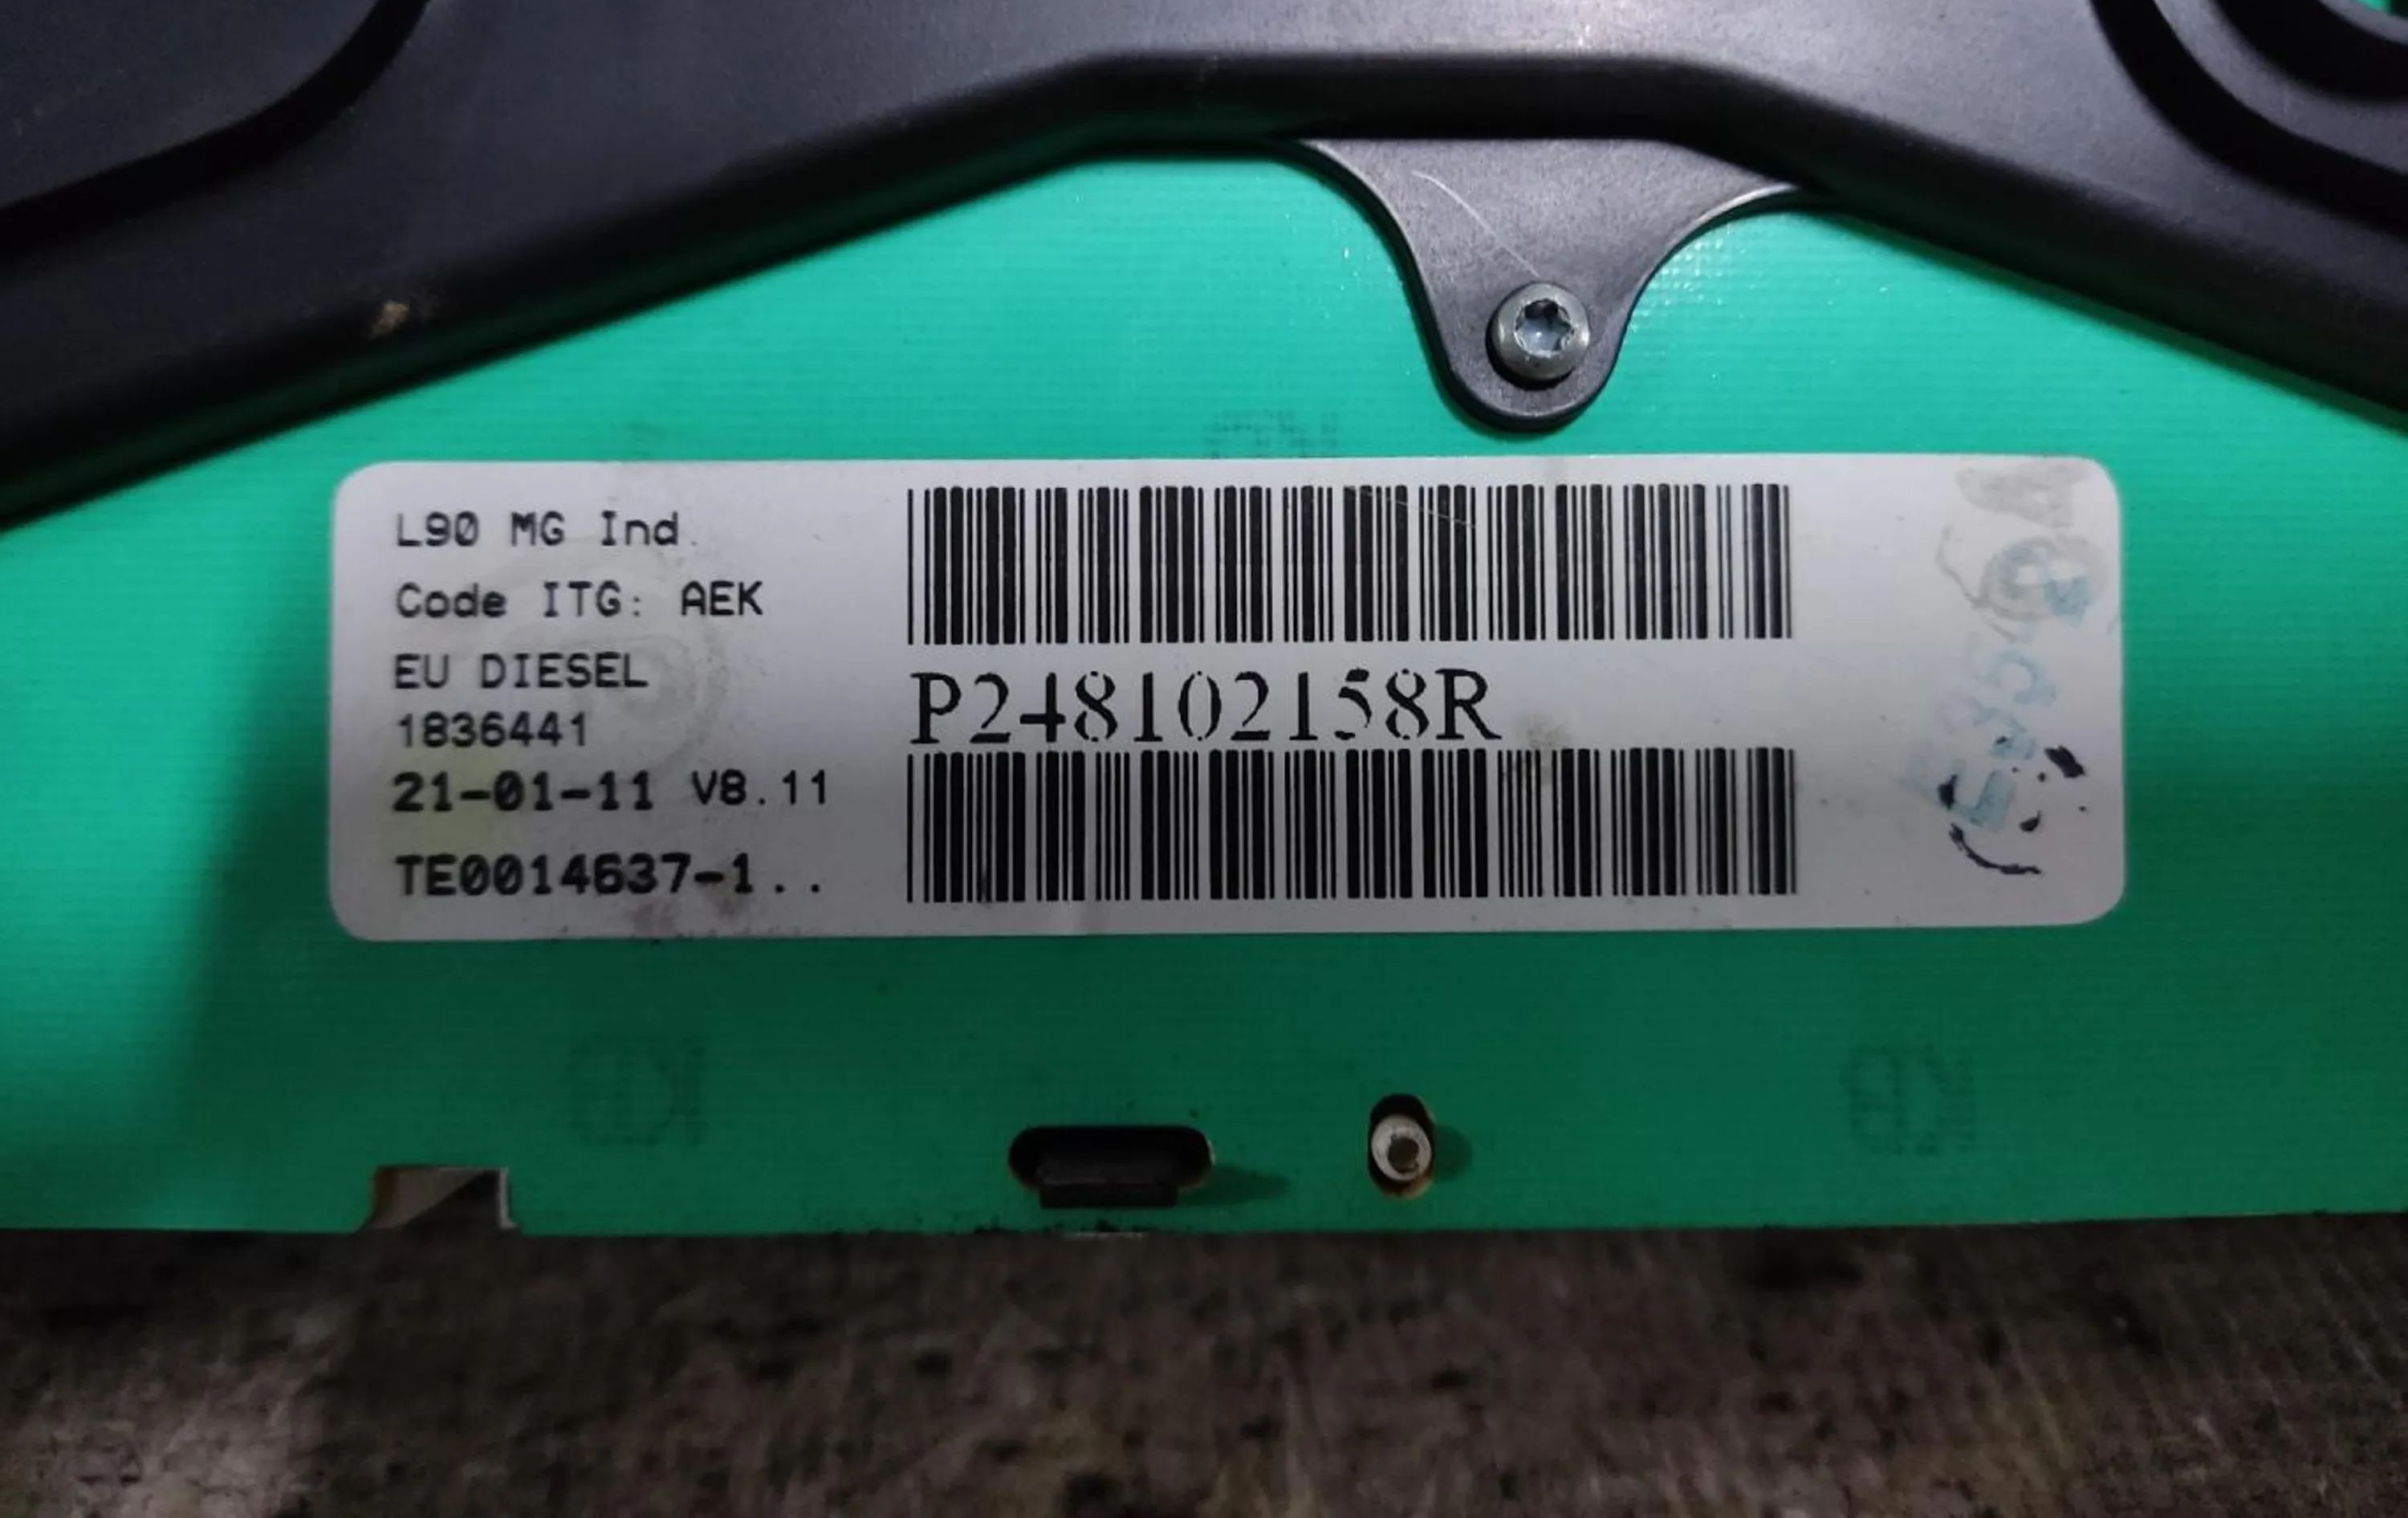 L90 MG Ind.
Code ITG: AEK
EU DIESEL
1836441
21-01-11 V8.11
TE0014637-1..
P248102158R